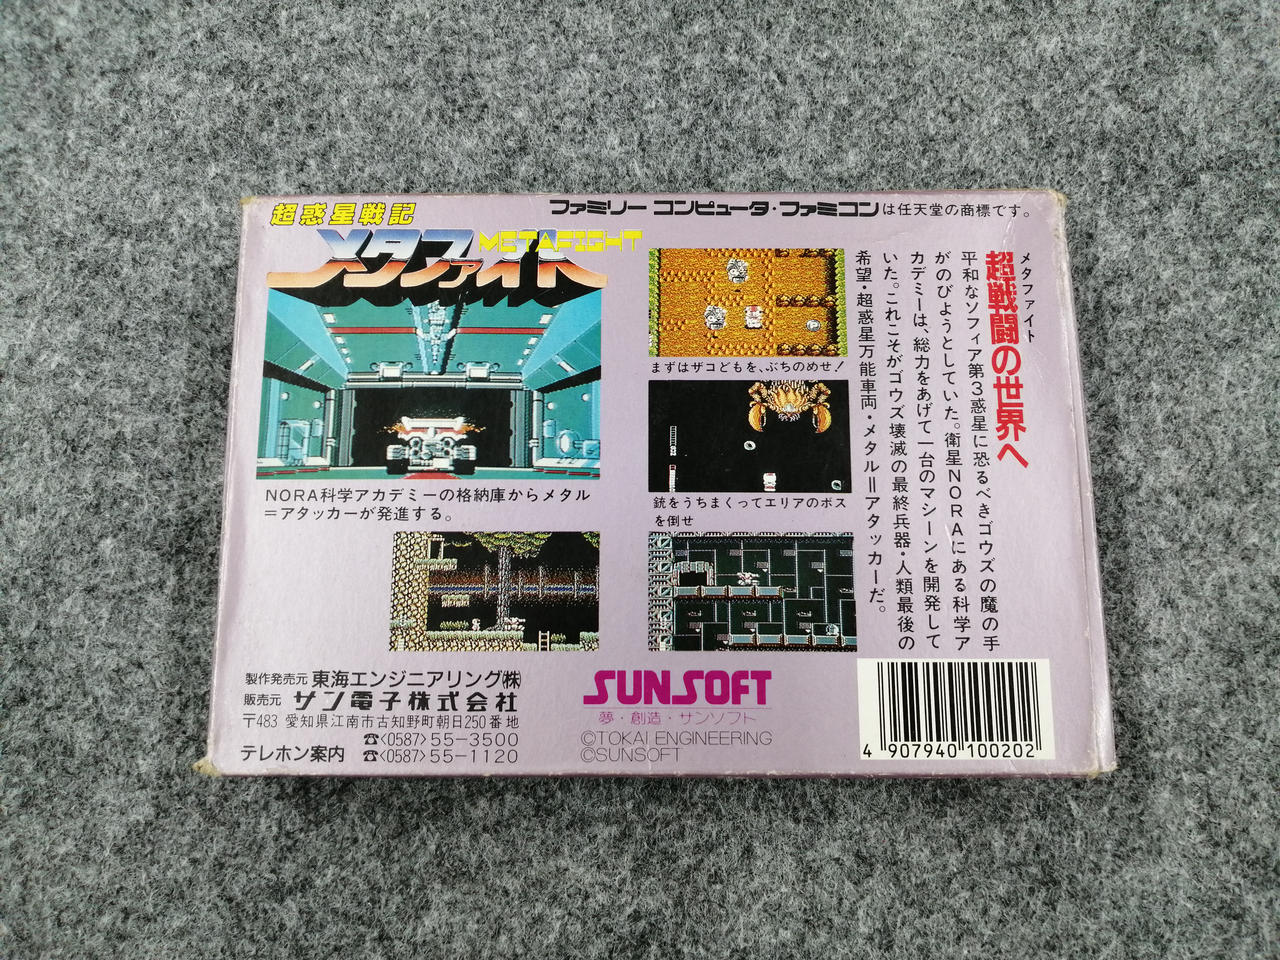 超惑星戦記
メタファイト
METAFIGHT
ファミリー コンピュータ・ファミコンは任天堂の商標です。
メタファイト
超戦闘の世界へ
平和なソフィア第3惑星に恐るべきゴウズの魔の手
がのびようとしていた。衛星NORAにある科学ア
カデミーは、総力をあげて一台のマシーンを開発して
いた。これこそがゴウズ壊滅の最終兵器・人類最後の
希望・超惑星万能車両・メタル＝アタッカーだ。
まずはザコどもを、ぶちのめせ！
銃をうちまくってエリアのボス
を倒せ
NORA科学アカデミーの格納庫からメタル
＝アタッカーが発進する。
製作発売元 東海エンジニアリング㈱
販売元 サン電子株式会社
〒483 愛知県江南市古知野町朝日250番地
☎<0587>55-3500
テレホン案内 ☎<0587>55-1120
SUNSOFT
夢・創造・サンソフト
©TOKAI ENGINEERING
©SUNSOFT
4 907940 100202